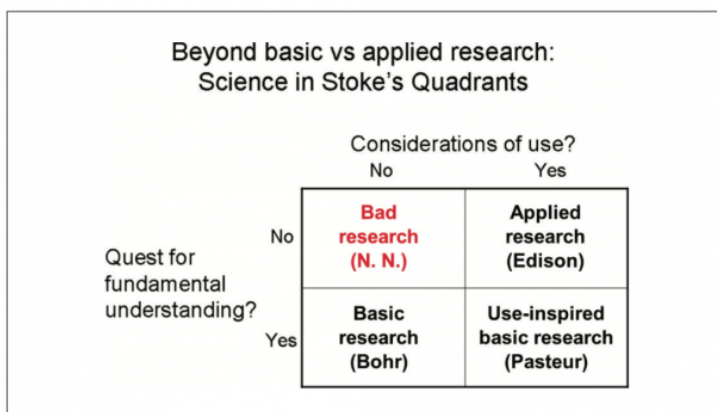 Beyond basic vs applied research:
Science in Stoke's Quadrants
Considerations of use?
No Yes
Quest for
fundamental
understanding?
No
Bad
research
(N. N.)
Applied
research
(Edison)
Yes
Basic
research
(Bohr)
Use-inspired
basic research
(Pasteur)